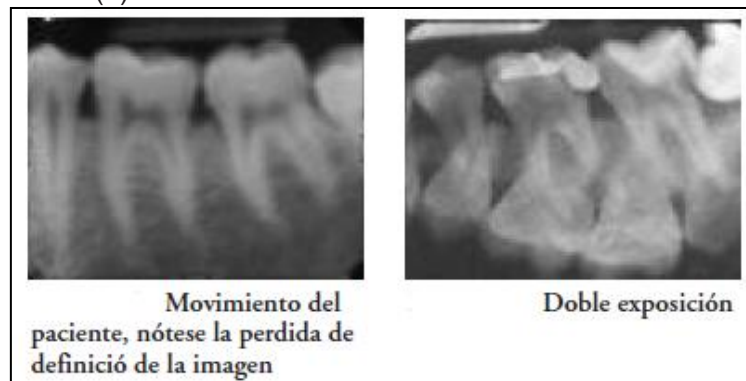 Movimiento del
paciente, nótese la perdida de
definició de la imagen
Doble exposición